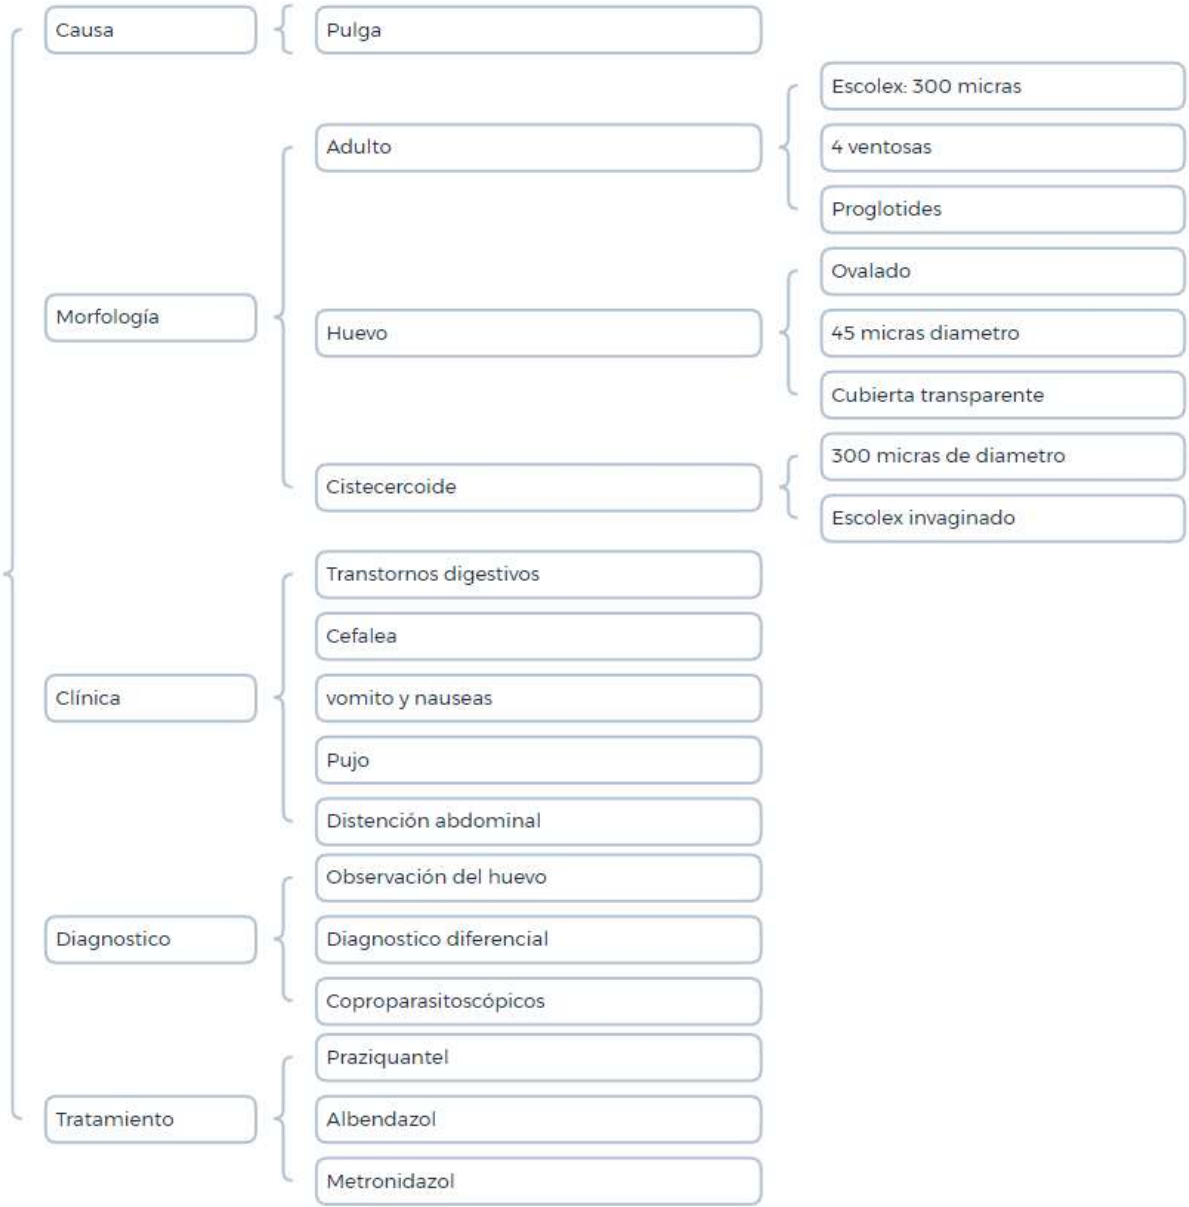 Causa
Pulga
Morfología
Adulto
Escolex: 300 micras
4 ventosas
Proglotides
Huevo
Ovalado
45 micras diametro
Cubierta transparente
Cistecercoide
300 micras de diametro
Escolex invaginado
Clínica
Transtornos digestivos
Cefalea
vomito y nauseas
Pujo
Distención abdominal
Diagnostico
Observación del huevo
Diagnostico diferencial
Coproparasitoscópicos
Tratamiento
Praziquantel
Albendazol
Metronidazol